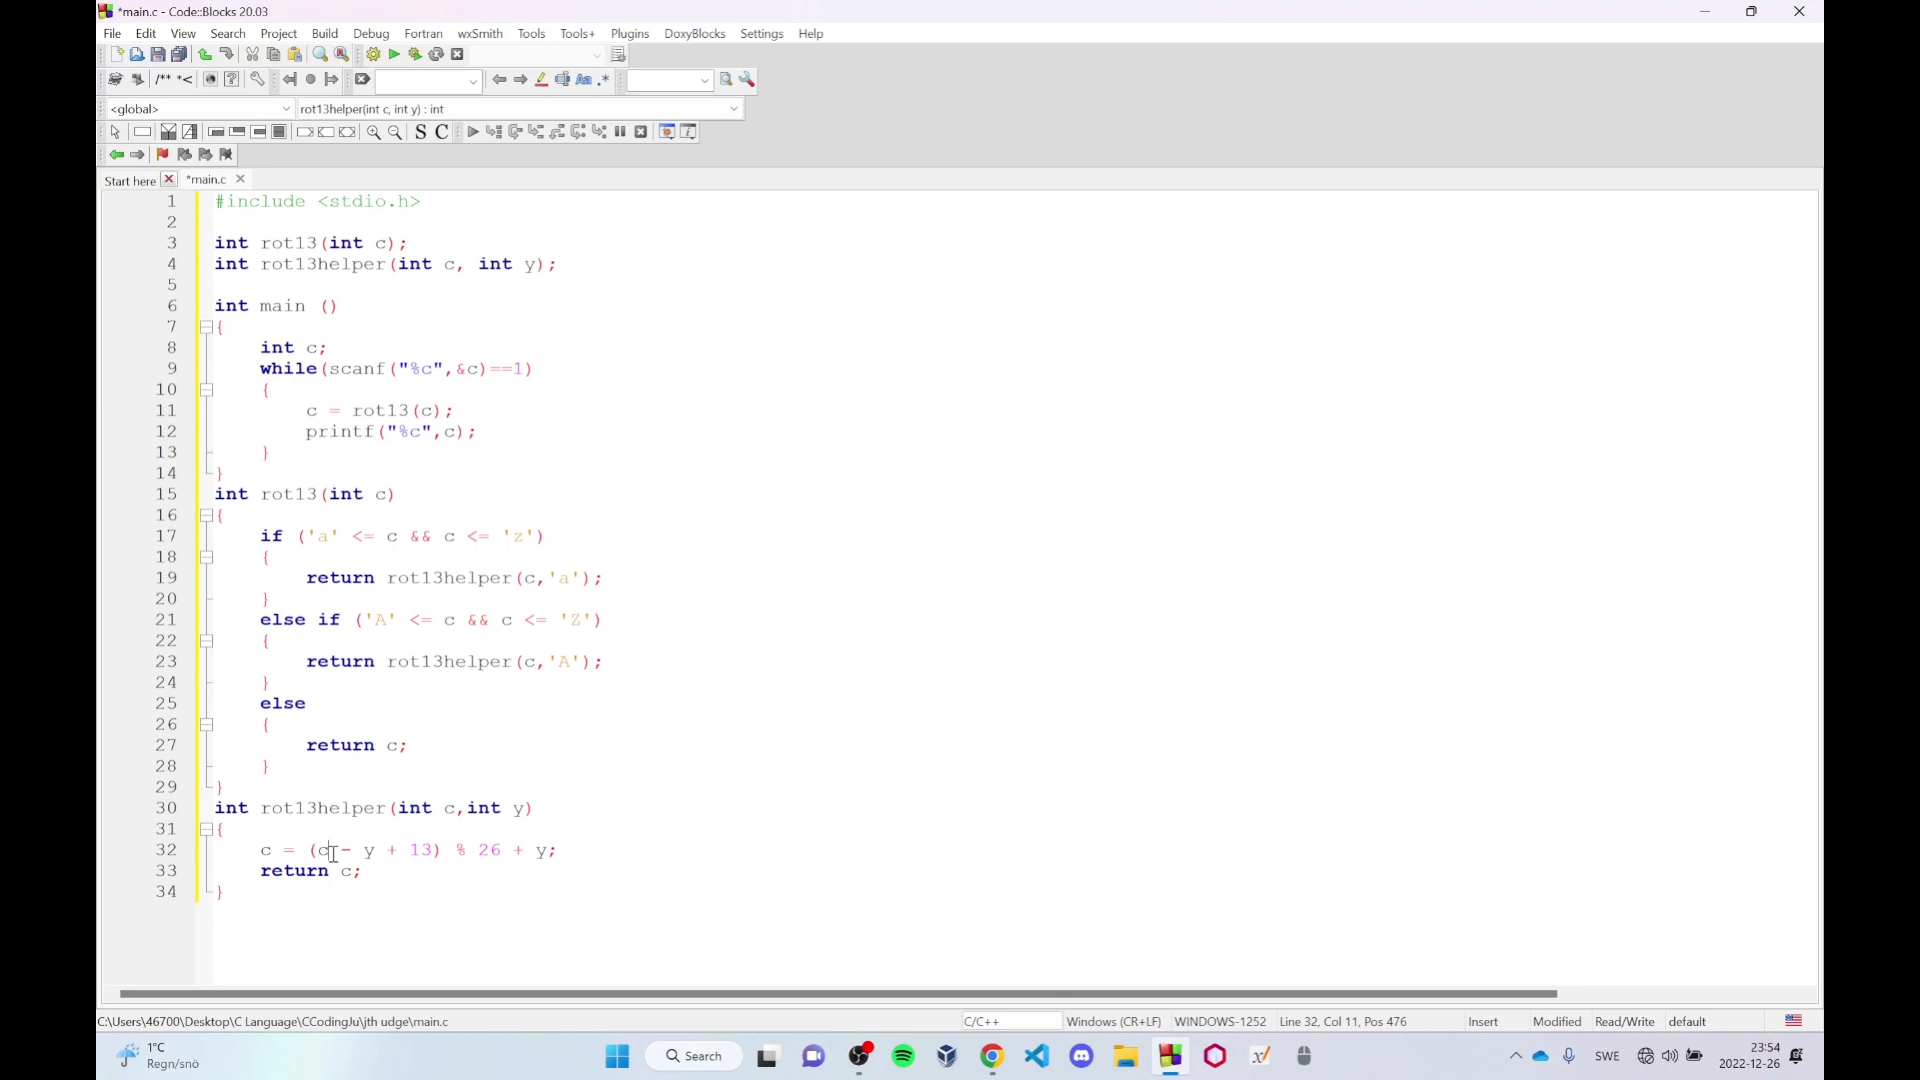 *main.c - Code::Blocks 20.03
File Edit View Search Project Build Debug Fortran wxSmith Tools Tools+ Plugins DoxyBlocks Settings Help
/** *< ? Aa .*
<global> rot13helper(int c, int y) : int
S C i
Start here *main.c
1 #include <stdio.h>
2
3 int rot13(int c);
4 int rot13helper(int c, int y);
5
6 int main ()
7 {
8 int c;
9 while(scanf("%c",&c)==1)
10 {
11 c = rot13(c);
12 printf("%c",c);
13 }
14 }
15 int rot13(int c)
16 {
17 if ('a' <= c && c <= 'z')
18 {
19 return rot13helper(c,'a');
20 }
21 else if ('A' <= c && c <= 'Z')
22 {
23 return rot13helper(c,'A');
24 }
25 else
26 {
27 return c;
28 }
29 }
30 int rot13helper(int c,int y)
31 {
32 c = (c - y + 13) % 26 + y;
33 return c;
34 }
C:\Users\46700\Desktop\C Language\CCodingJu\jth udge\main.c C/C++ Windows (CR+LF) WINDOWS-1252 Line 32, Col 11, Pos 476 Insert Modified Read/Write default
1°C
Regn/snö
Search
SWE
23:54
2022-12-26